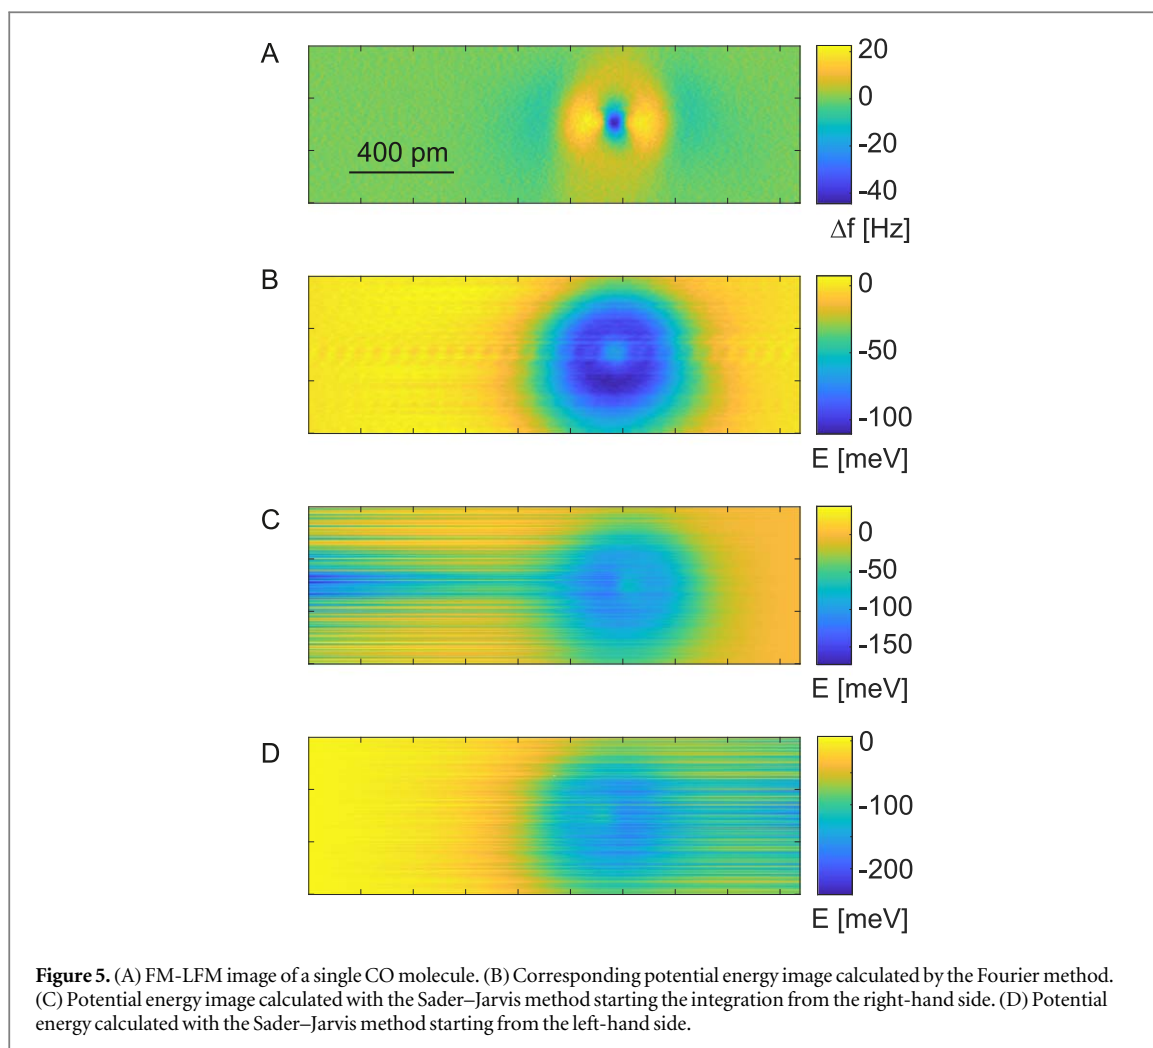 A
400 pm
20
0
-20
-40
Δf [Hz]
B
0
-50
-100
E [meV]
C
0
-50
-100
-150
E [meV]
D
0
-100
-200
E [meV]
Figure 5. (A) FM-LFM image of a single CO molecule. (B) Corresponding potential energy image calculated by the Fourier method.
(C) Potential energy image calculated with the Sader–Jarvis method starting the integration from the right-hand side. (D) Potential
energy calculated with the Sader–Jarvis method starting from the left-hand side.